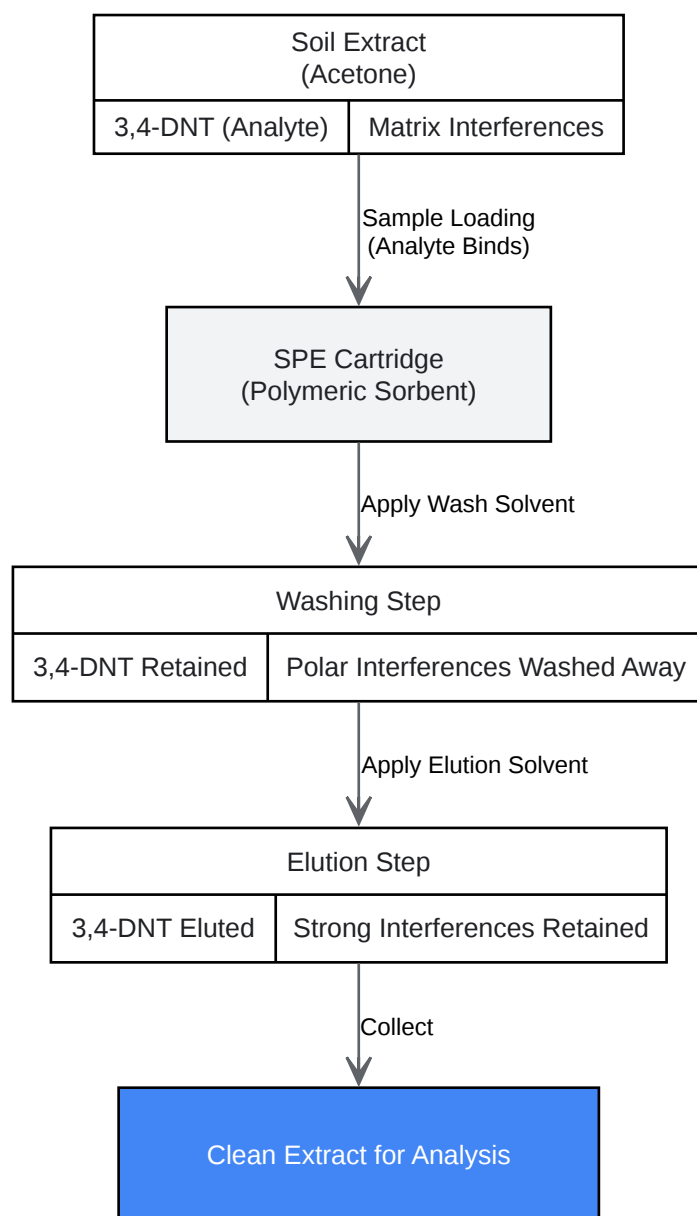 Soil Extract
(Acetone)
3,4-DNT (Analyte)
Matrix Interferences
Sample Loading
(Analyte Binds)
SPE Cartridge
(Polymeric Sorbent)
Apply Wash Solvent
Washing Step
3,4-DNT Retained
Polar Interferences Washed Away
Apply Elution Solvent
Elution Step
3,4-DNT Eluted
Strong Interferences Retained
Collect
Clean Extract for Analysis